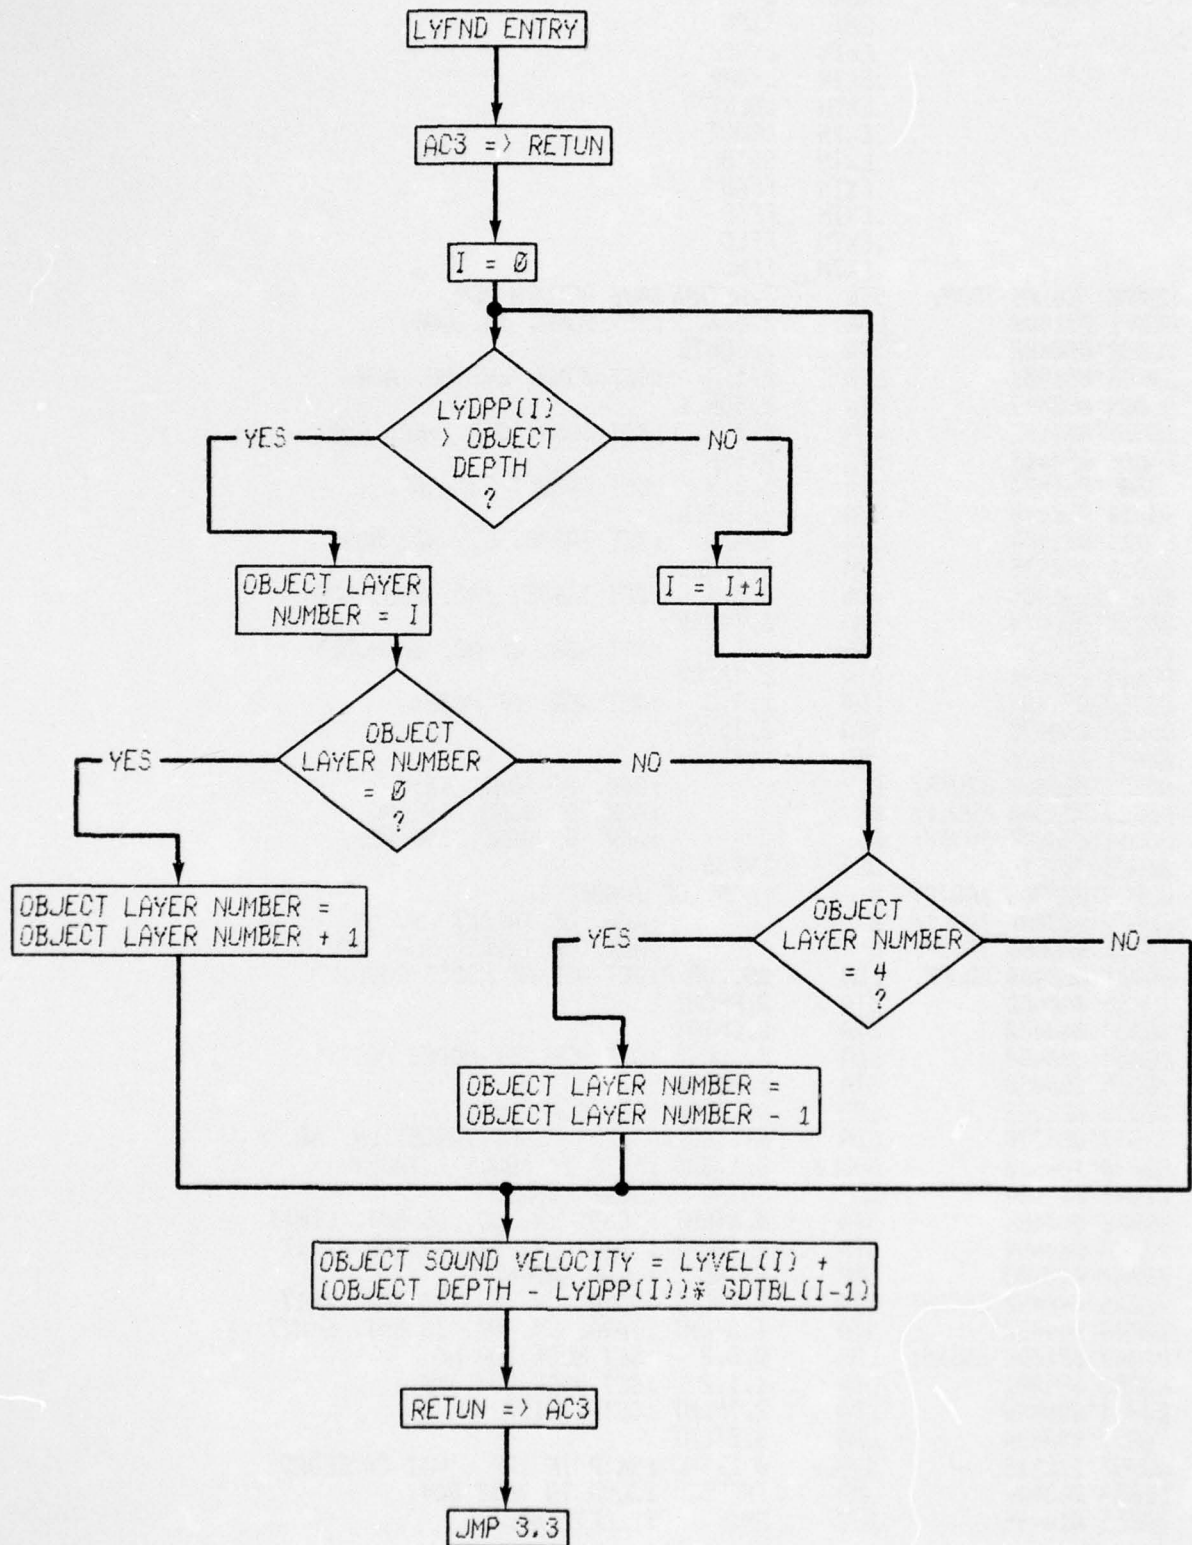 LYFND ENTRY
AC3 => RETUN
I = 0
LYDPP(I)
> OBJECT
DEPTH
?
YES
NO
OBJECT LAYER
NUMBER = I
I = I+1
OBJECT
LAYER NUMBER
= 0
?
YES
NO
OBJECT LAYER NUMBER =
OBJECT LAYER NUMBER + 1
OBJECT
LAYER NUMBER
= 4
?
YES
NO
OBJECT LAYER NUMBER =
OBJECT LAYER NUMBER - 1
OBJECT SOUND VELOCITY = LYVEL(I) +
(OBJECT DEPTH - LYDPP(I))* GDTBL(I-1)
RETUN => AC3
JMP 3.3